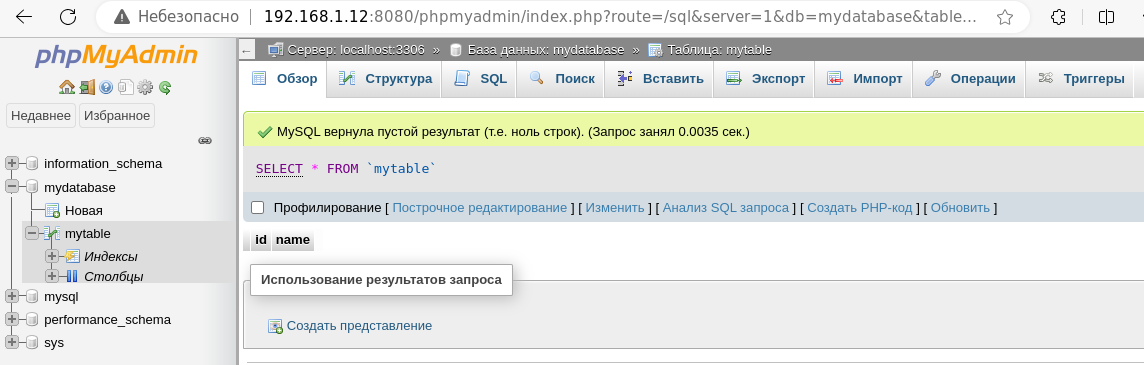 Небезопасно 192.168.1.12:8080/phpmyadmin/index.php?route=/sql&server=1&db=mydatabase&table...
phpMyAdmin
Недавнее Избранное
information_schema
mydatabase
Новая
mytable
Индексы
Столбцы
mysql
performance_schema
sys
Сервер: localhost:3306 » База данных: mydatabase » Таблица: mytable
Обзор Структура SQL Поиск Вставить Экспорт Импорт Операции Триггеры
MySQL вернула пустой результат (т.е. ноль строк). (Запрос занял 0.0035 сек.)
SELECT * FROM `mytable`
Профилирование [ Построчное редактирование ] [ Изменить ] [ Анализ SQL запроса ] [ Создать PHP-код ] [ Обновить ]
id name
Использование результатов запроса
Создать представление